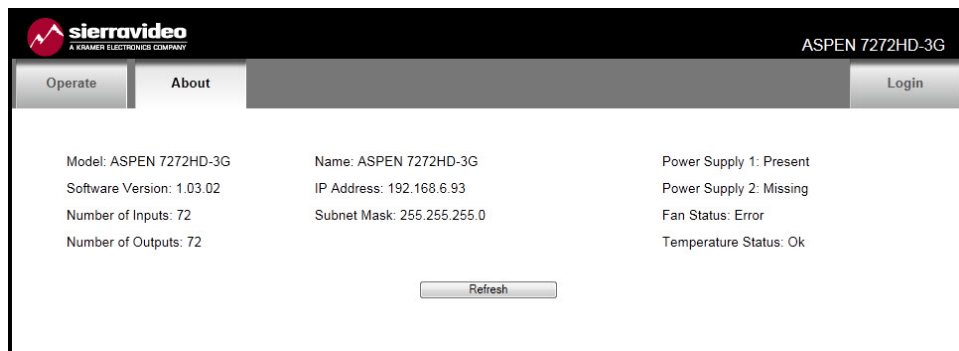 sierravideo
A KRAMER ELECTRONICS COMPANY
ASPEN 7272HD-3G
Operate
About
Login
Model: ASPEN 7272HD-3G
Software Version: 1.03.02
Number of Inputs: 72
Number of Outputs: 72
Name: ASPEN 7272HD-3G
IP Address: 192.168.6.93
Subnet Mask: 255.255.255.0
Power Supply 1: Present
Power Supply 2: Missing
Fan Status: Error
Temperature Status: Ok
Refresh